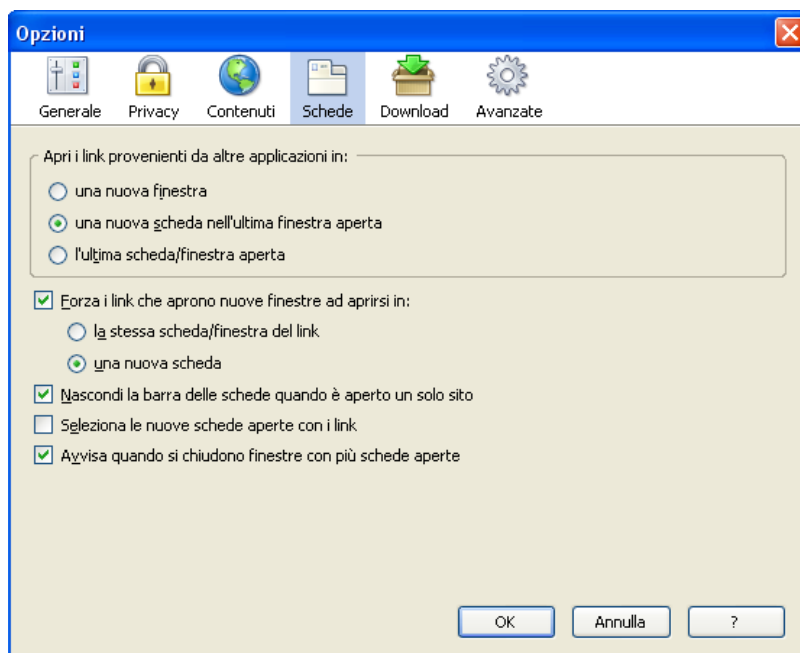 Opzioni
Generale Privacy Contenuti Schede Download Avanzate
Apri i link provenienti da altre applicazioni in:
una nuova finestra
una nuova scheda nell'ultima finestra aperta
l'ultima scheda/finestra aperta
Forza i link che aprono nuove finestre ad aprirsi in:
la stessa scheda/finestra del link
una nuova scheda
Nascondi la barra delle schede quando è aperto un solo sito
Seleziona le nuove schede aperte con i link
Avvisa quando si chiudono finestre con più schede aperte
OK Annulla ?